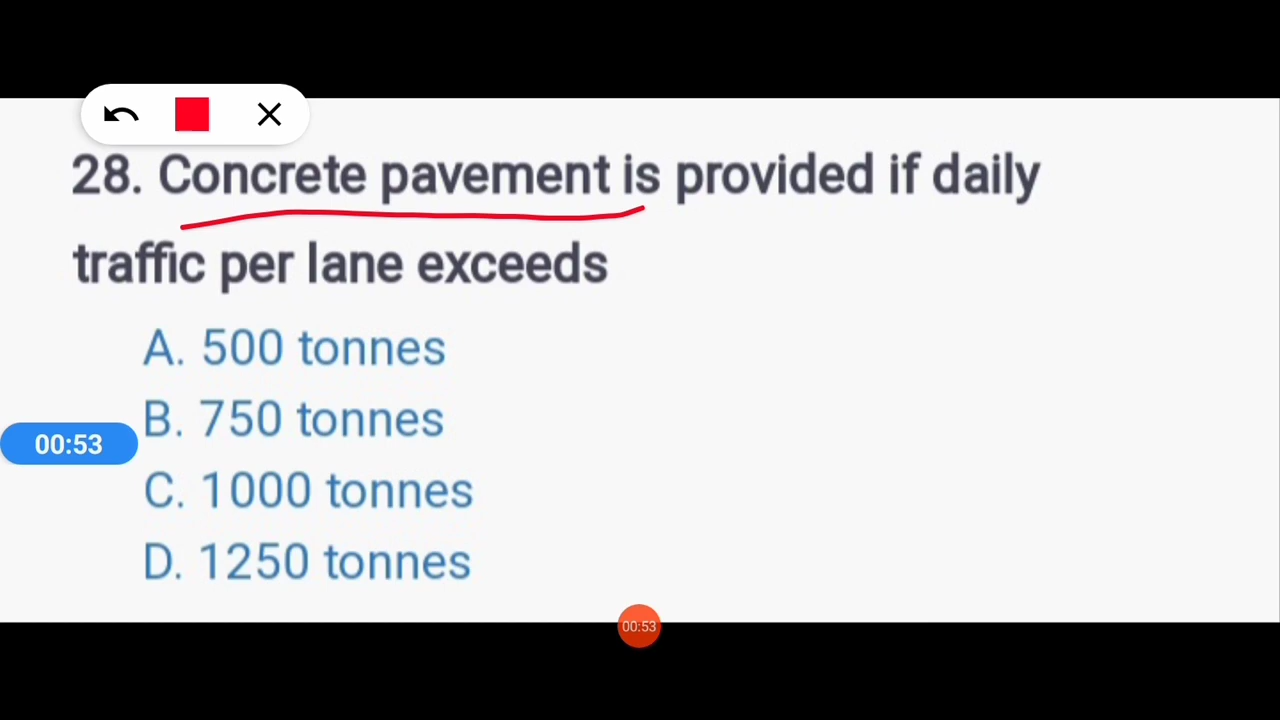 28. Concrete pavement is provided if daily
traffic per lane exceeds
A. 500 tonnes
B. 750 tonnes
00:53
C. 1000 tonnes
D. 1250 tonnes
00:53